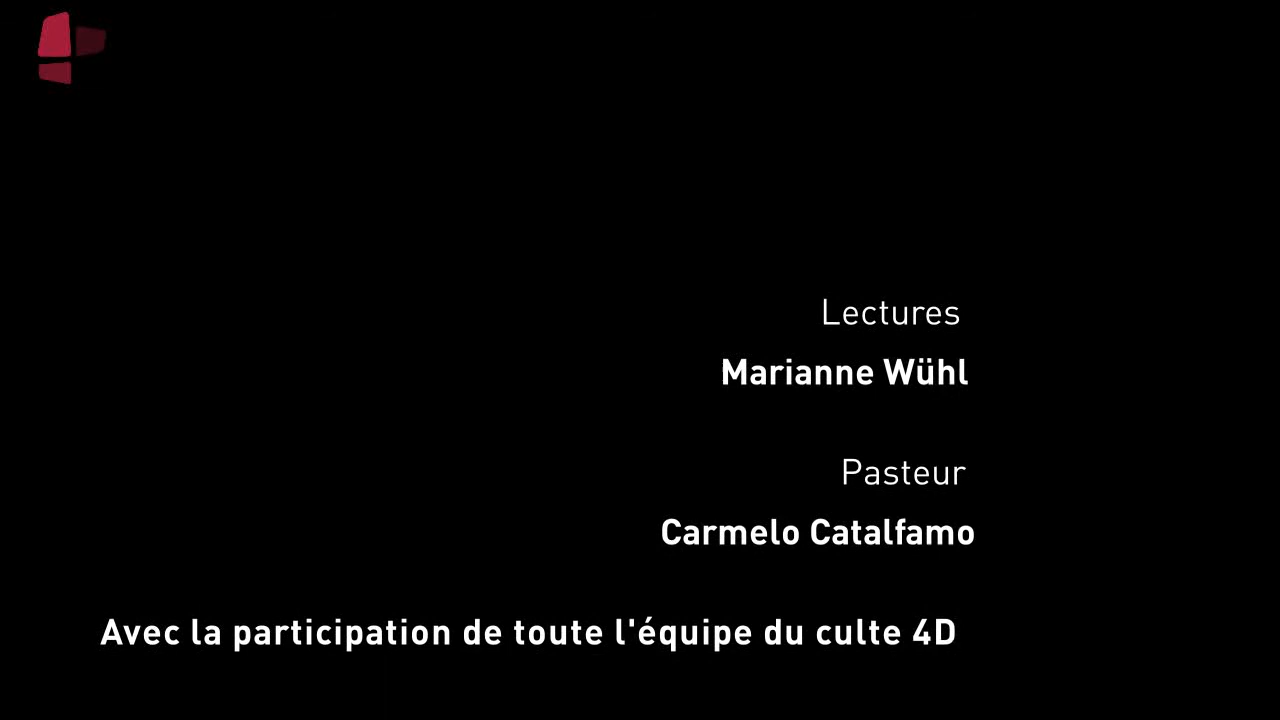 Lectures
Marianne Wühl
Pasteur
Carmelo Catalfamo
Avec la participation de toute l'équipe du culte 4D